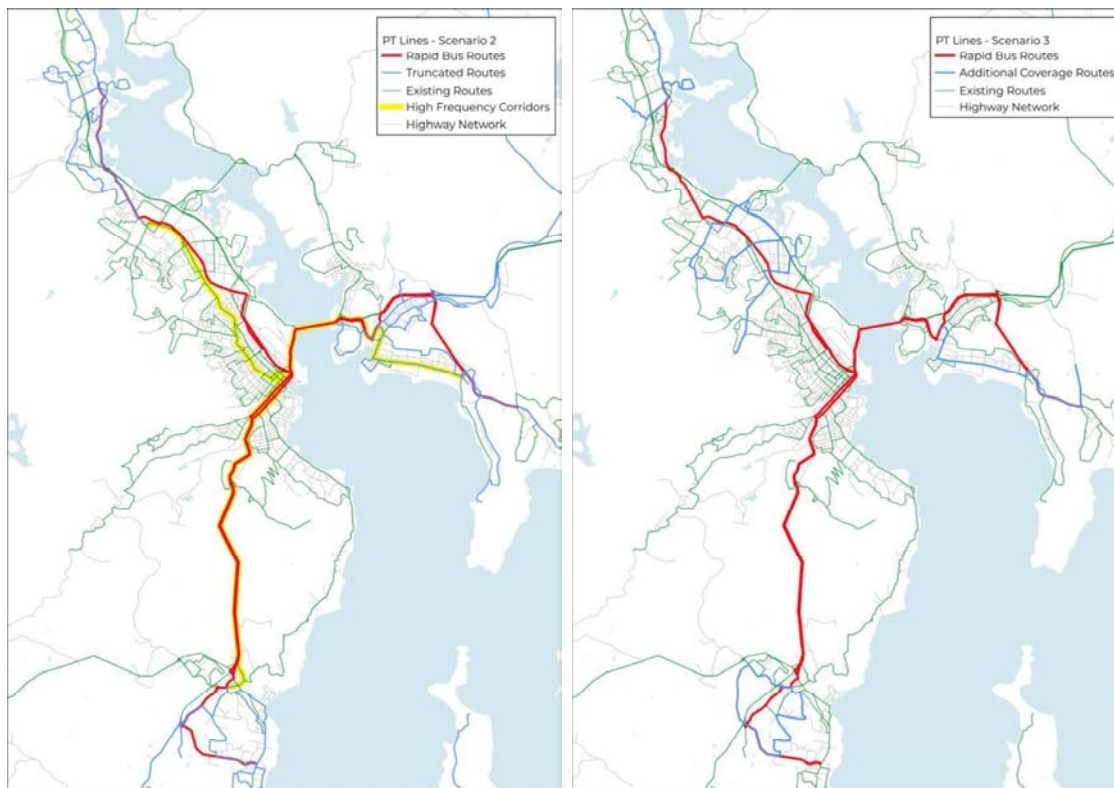 PT Lines - Scenario 2
Rapid Bus Routes
Truncated Routes
Existing Routes
High Frequency Corridors
Highway Network
PT Lines - Scenario 3
Rapid Bus Routes
Additional Coverage Routes
Existing Routes
Highway Network